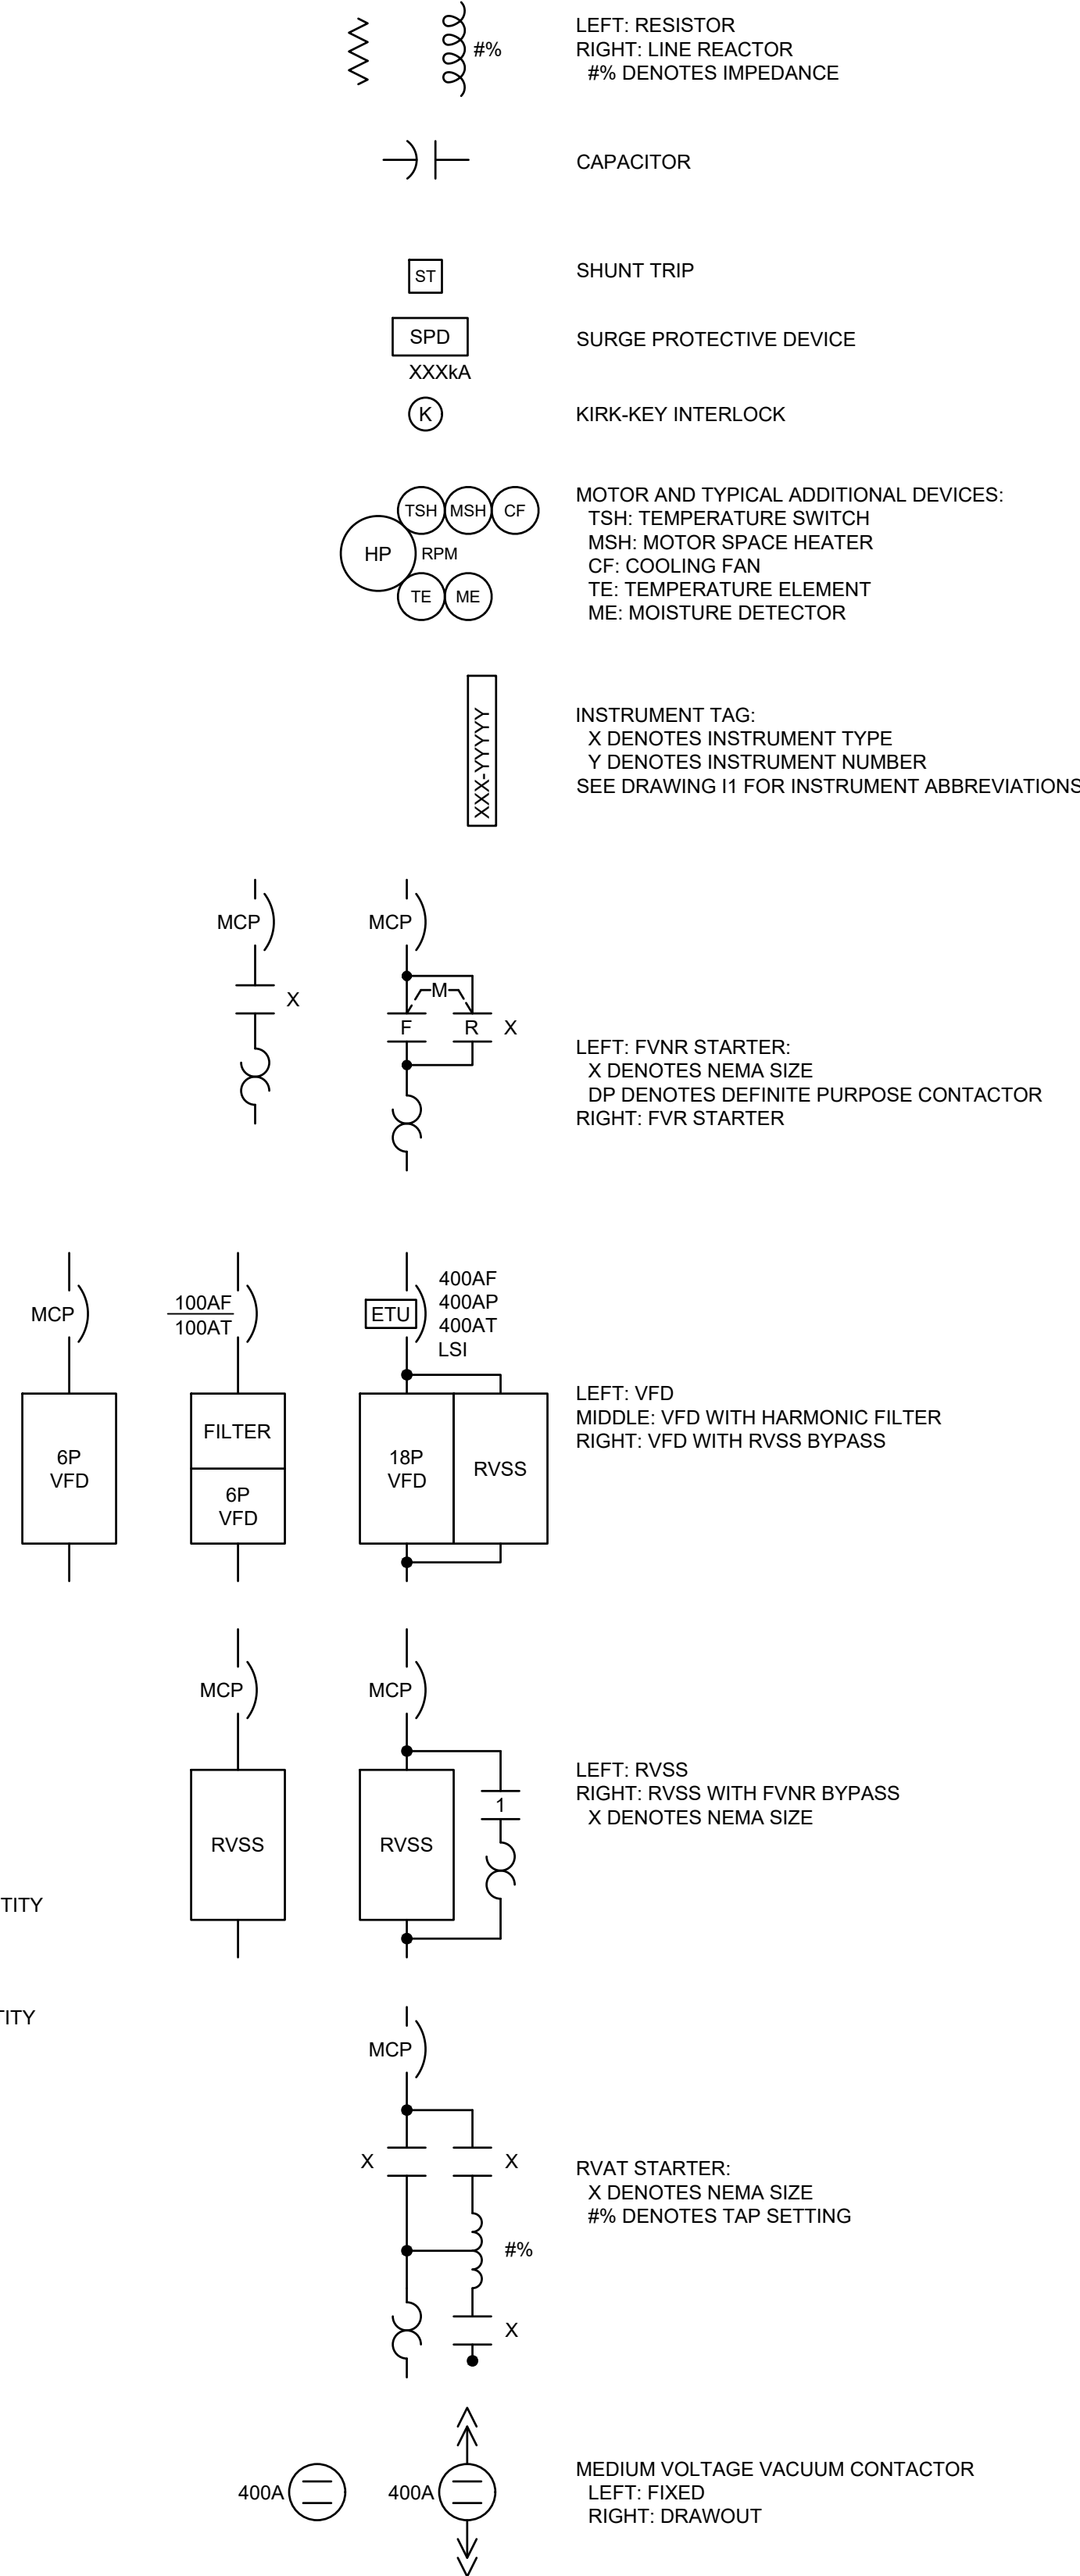 #%
LEFT: RESISTOR
RIGHT: LINE REACTOR
#% DENOTES IMPEDANCE
CAPACITOR
ST
SHUNT TRIP
SPD
XXXkA
SURGE PROTECTIVE DEVICE
K
KIRK-KEY INTERLOCK
TSH MSH CF
HP RPM
TE ME
MOTOR AND TYPICAL ADDITIONAL DEVICES:
TSH: TEMPERATURE SWITCH
MSH: MOTOR SPACE HEATER
CF: COOLING FAN
TE: TEMPERATURE ELEMENT
ME: MOISTURE DETECTOR
XXX-YYYY
INSTRUMENT TAG:
X DENOTES INSTRUMENT TYPE
Y DENOTES INSTRUMENT NUMBER
SEE DRAWING I1 FOR INSTRUMENT ABBREVIATIONS
MCP
X
MCP
M
F R X
LEFT: FVNR STARTER:
X DENOTES NEMA SIZE
DP DENOTES DEFINITE PURPOSE CONTACTOR
RIGHT: FVR STARTER
MCP
6P
VFD
100AF
100AT
FILTER
6P
VFD
ETU
400AF
400AP
400AT
LSI
18P
VFD
RVSS
LEFT: VFD
MIDDLE: VFD WITH HARMONIC FILTER
RIGHT: VFD WITH RVSS BYPASS
MCP
RVSS
MCP
RVSS
1
LEFT: RVSS
RIGHT: RVSS WITH FVNR BYPASS
X DENOTES NEMA SIZE
TITY
TITY
MCP
X X
#%
X
RVAT STARTER:
X DENOTES NEMA SIZE
#% DENOTES TAP SETTING
400A
400A
MEDIUM VOLTAGE VACUUM CONTACTOR
LEFT: FIXED
RIGHT: DRAWOUT